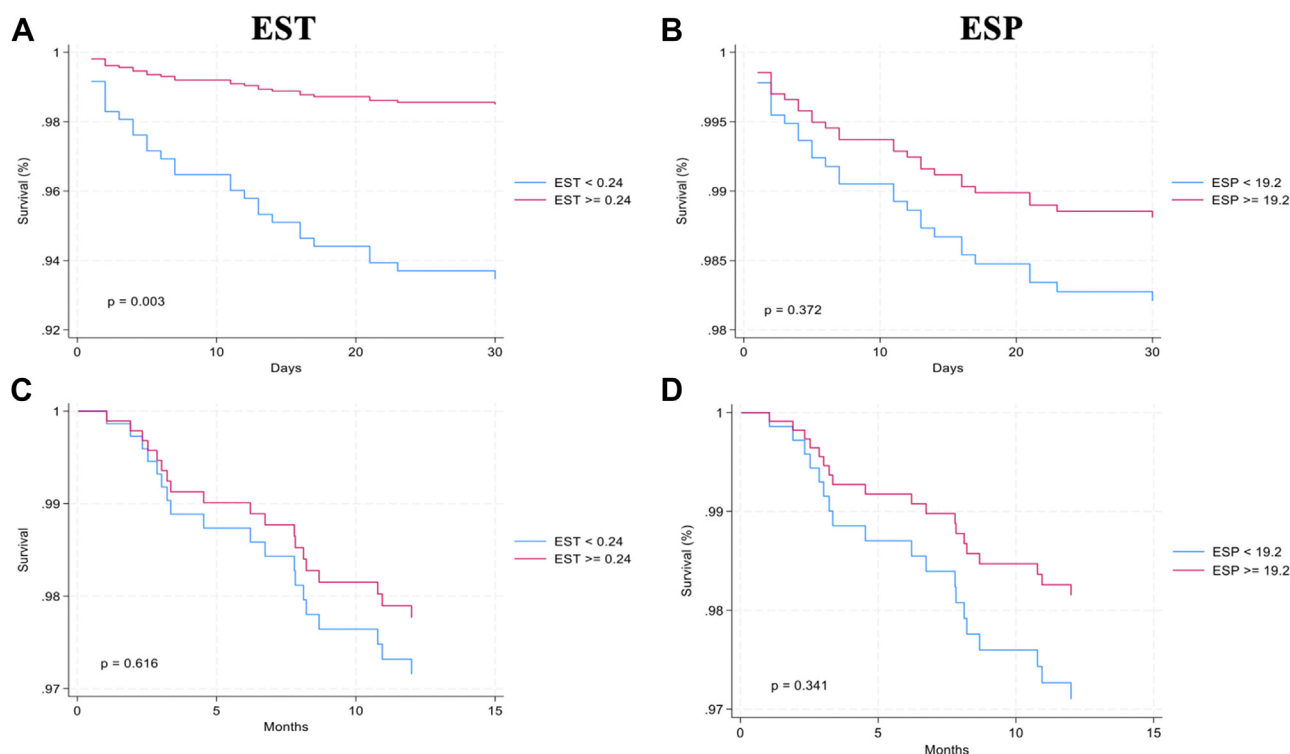 A
EST
B
ESP
1
.98
.96
.94
.92
Survival (%)
p = 0.003
0
10
20
30
Days
EST < 0.24
EST >= 0.24
1
.995
.99
.985
.98
Survival (%)
p = 0.372
0
10
20
30
Days
ESP < 19.2
ESP >= 19.2
C
1
.99
.98
.97
Survival
p = 0.616
0
5
10
15
Months
EST < 0.24
EST >= 0.24
D
1
.99
.98
.97
Survival (%)
p = 0.341
0
5
10
15
Months
ESP < 19.2
ESP >= 19.2